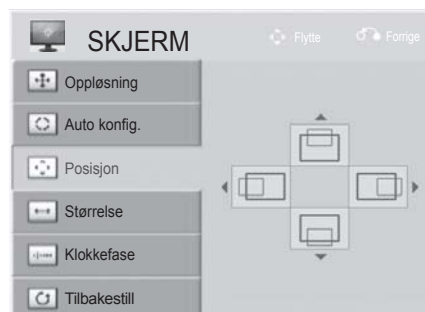 SKJERM
Flytte
Forrige
Oppløsning
Auto konfig.
Posisjon
Størrelse
Klokkefase
Tilbakestill